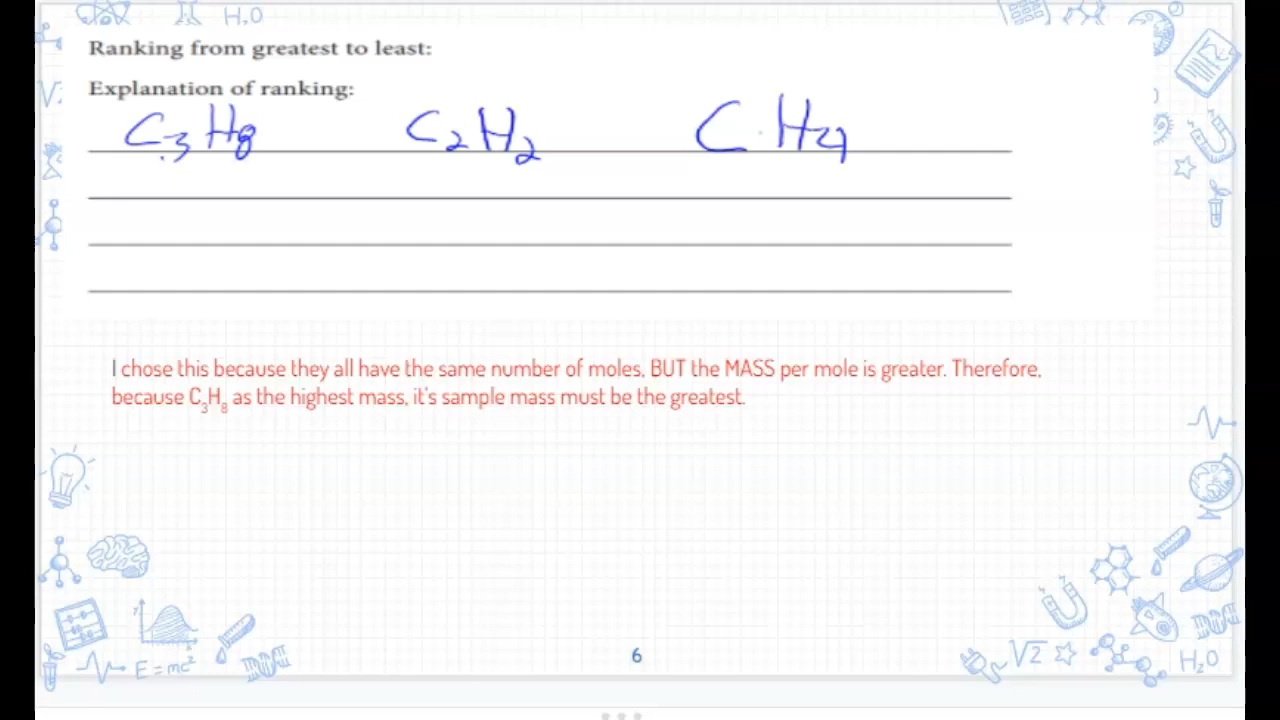 H₂O
Ranking from greatest to least:
Explanation of ranking:
C₃H₈ C₂H₂ CH₄
I chose this because they all have the same number of moles, BUT the MASS per mole is greater. Therefore,
because C₃H₈ as the highest mass, it's sample mass must be the greatest.
E = mc²
6
√2
H₂O